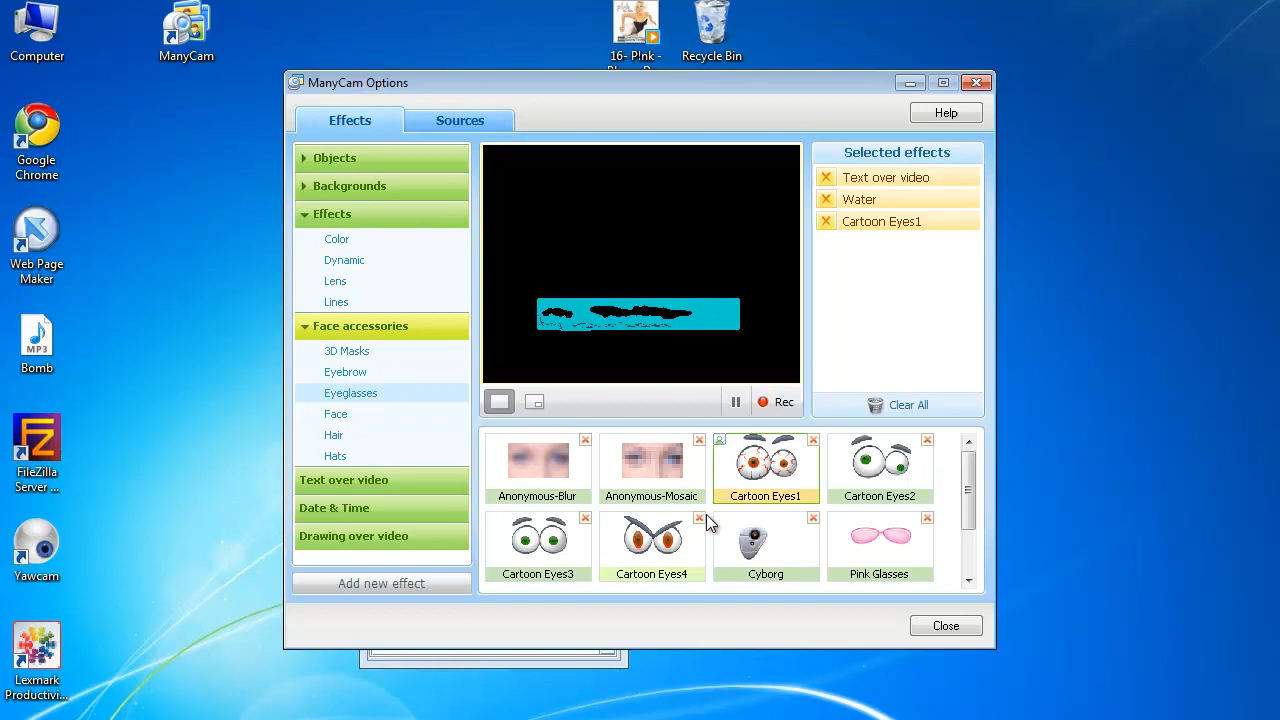 Computer
ManyCam
16- P!nk -
Recycle Bin
Google
Chrome
Web Page
Maker
MP3
Bomb
FileZilla
Server ...
Yawcam
Lexmark
Productivi...
ManyCam Options
Effects
Sources
Help
Objects
Backgrounds
Effects
Color
Dynamic
Lens
Lines
Face accessories
3D Masks
Eyebrow
Eyeglasses
Face
Hair
Hats
Text over video
Date & Time
Drawing over video
Add new effect
Rec
Selected effects
Text over video
Water
Cartoon Eyes1
Clear All
Anonymous-Blur
Anonymous-Mosaic
Cartoon Eyes1
Cartoon Eyes2
Cartoon Eyes3
Cartoon Eyes4
Cyborg
Pink Glasses
Close